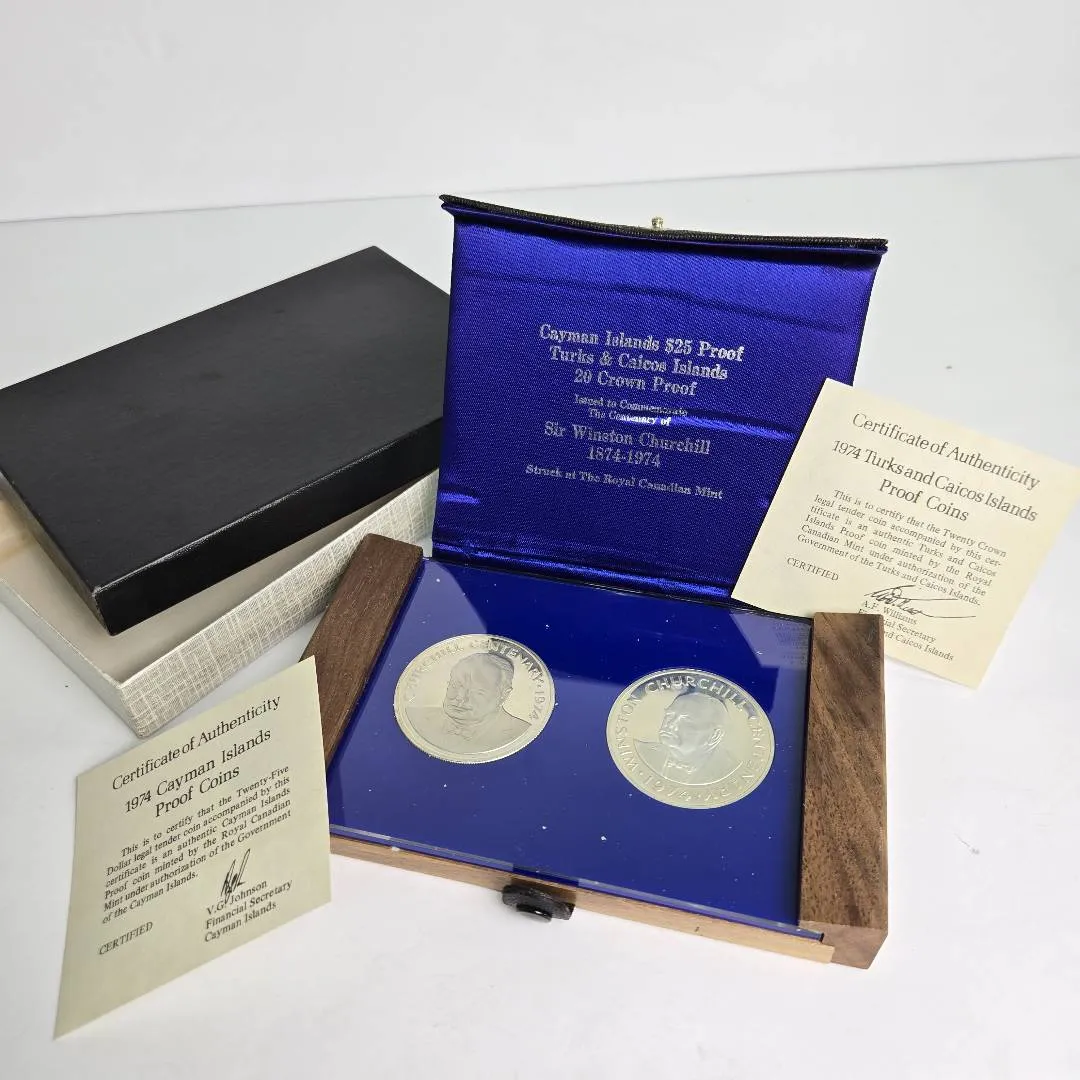 Cayman Islands $25 Proof
Turks & Caicos Islands
20 Crown Proof
Issued to Commemorate
The Centenary of
Sir Winston Churchill
1874-1974
Struck at The Royal Canadian Mint
Certificate of Authenticity
1974 Turks and Caicos Islands
Proof Coins
This is to certify that the Twenty Crown
legal tender coin accompanied by this cer-
tificate is an authentic Turks and Caicos
Islands Proof coin minted by the Royal
Canadian Mint under authorization of the
Government of the Turks and Caicos Islands.
CERTIFIED
A.F. Williams
Secretary
and Caicos Islands
CHURCHILL CENTENARY · 1974
WINSTON CHURCHILL CENTENARY · 1974 ·
Certificate of Authenticity
1974 Cayman Islands
Proof Coins
This is to certify that the Twenty-Five
Dollar legal tender coin accompanied by this
certificate is an authentic Cayman Islands
Proof coin minted by the Royal Canadian
Mint under authorization of the Government
of the Cayman Islands.
CERTIFIED
V.G. Johnson
Financial Secretary
Cayman Islands